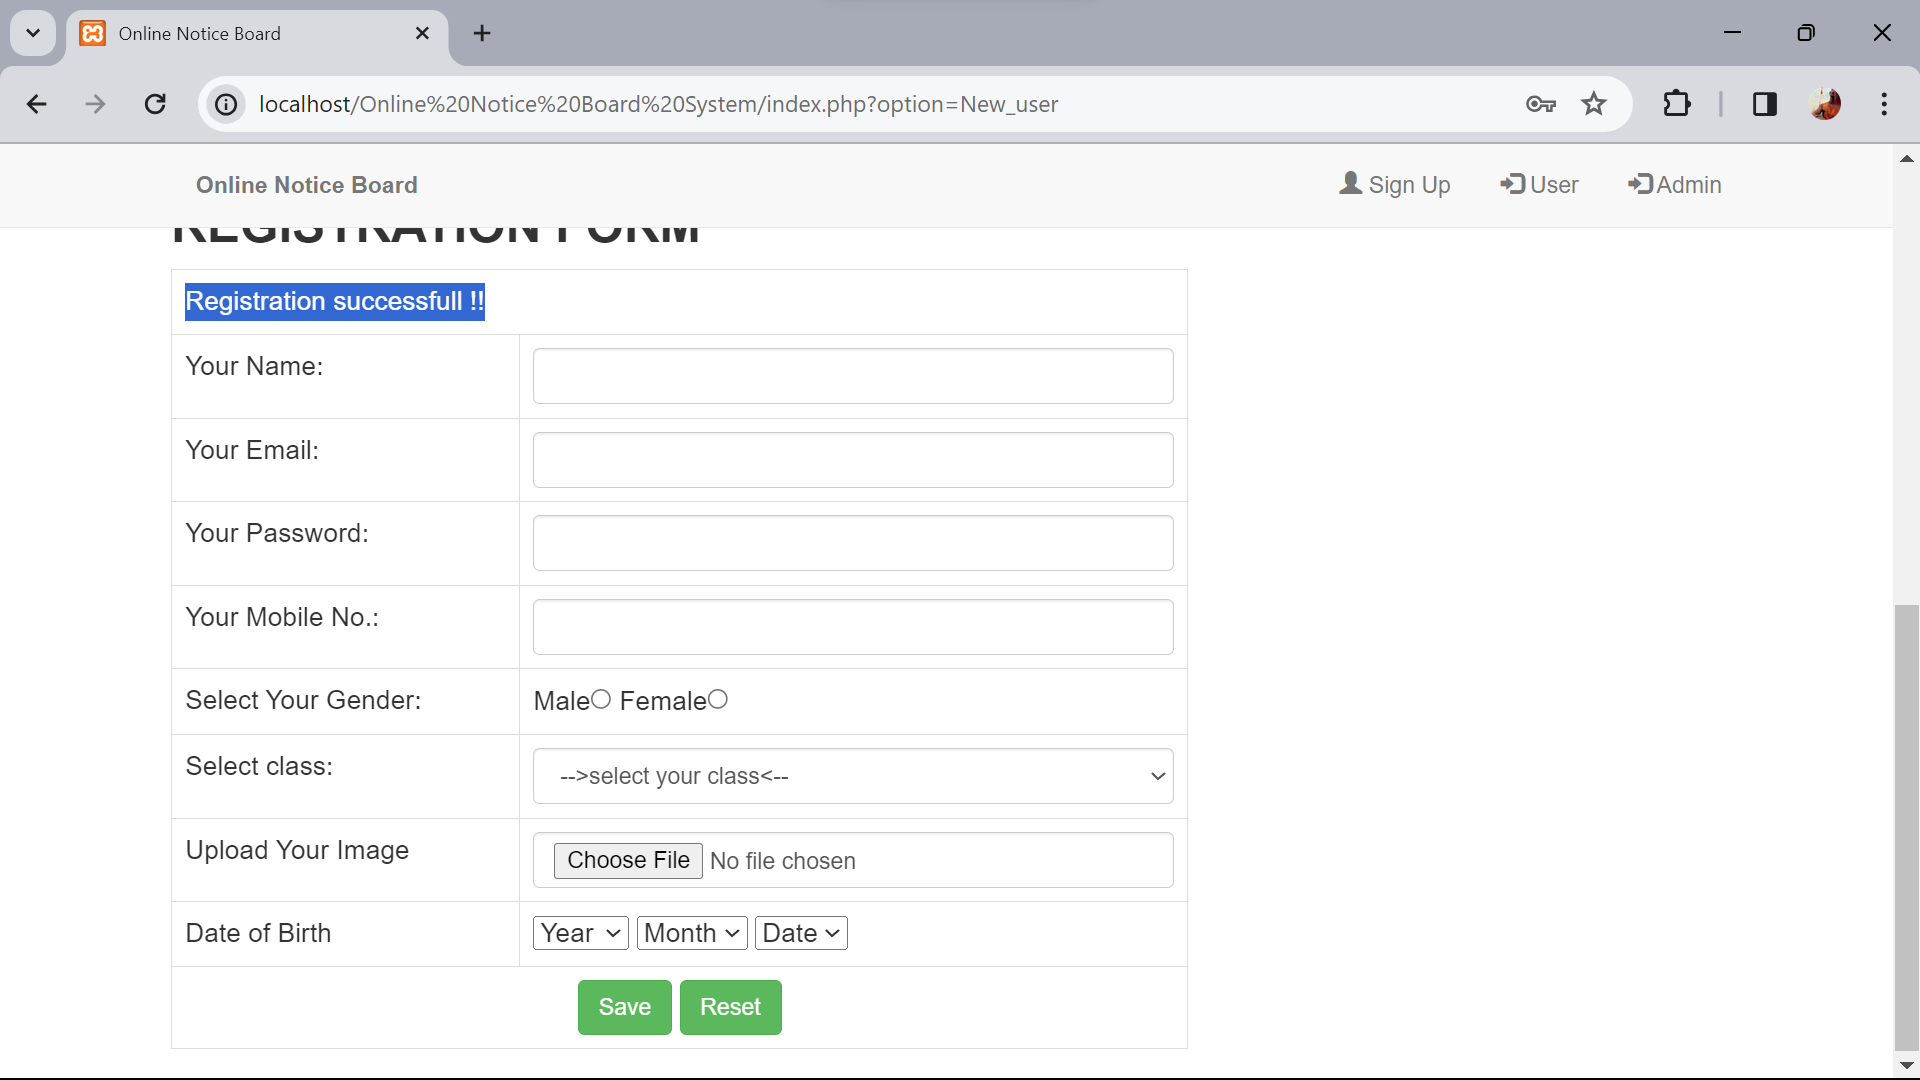 Online Notice Board
localhost/Online%20Notice%20Board%20System/index.php?option=New_user
Online Notice Board
Sign Up
User
Admin
REGISTRATION FORM
Registration successfull !!
Your Name:
Your Email:
Your Password:
Your Mobile No.:
Select Your Gender:
Male Female
Select class:
-->select your class<--
Upload Your Image
Choose File No file chosen
Date of Birth
Year Month Date
Save Reset